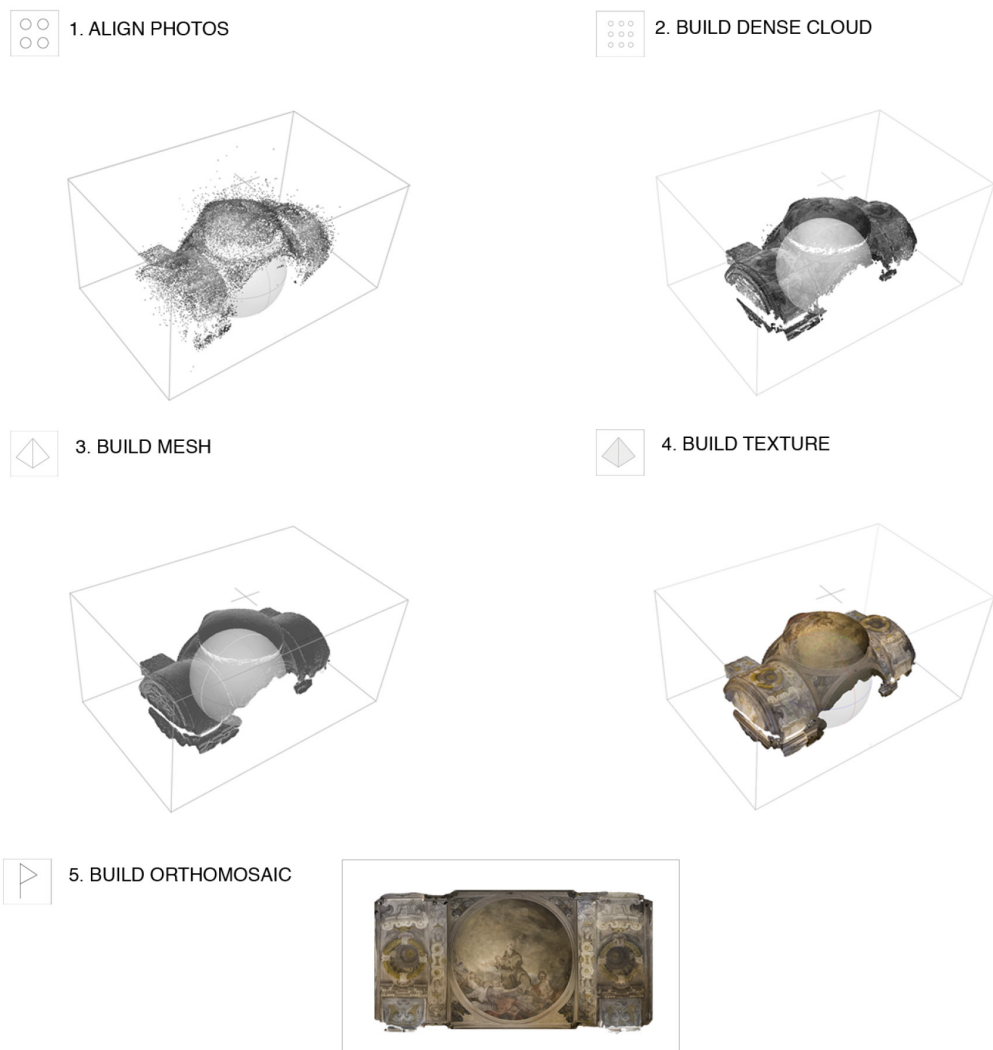 1. ALIGN PHOTOS
2. BUILD DENSE CLOUD
3. BUILD MESH
4. BUILD TEXTURE
5. BUILD ORTHOMOSAIC